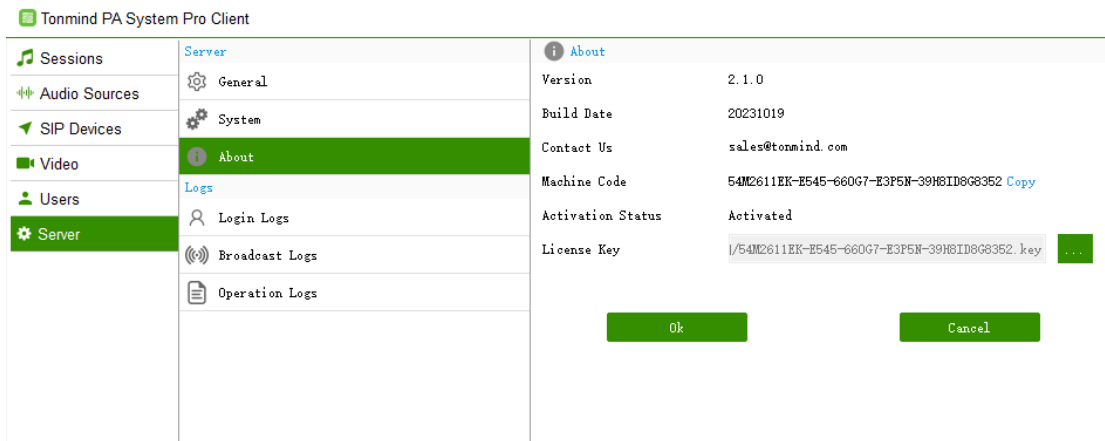 Tonmind PA System Pro Client
Sessions
Audio Sources
SIP Devices
Video
Users
Server
Server
General
System
About
Logs
Login Logs
Broadcast Logs
Operation Logs
About
Version 2.1.0
Build Date 20231019
Contact Us sales@tonmind.com
Machine Code 54M2611EK-E545-660G7-E3P5N-39H8ID8G8352 Copy
Activation Status Activated
License Key /54M2611EK-E545-660G7-E3P5N-39H8ID8G8352.key ...
Ok Cancel